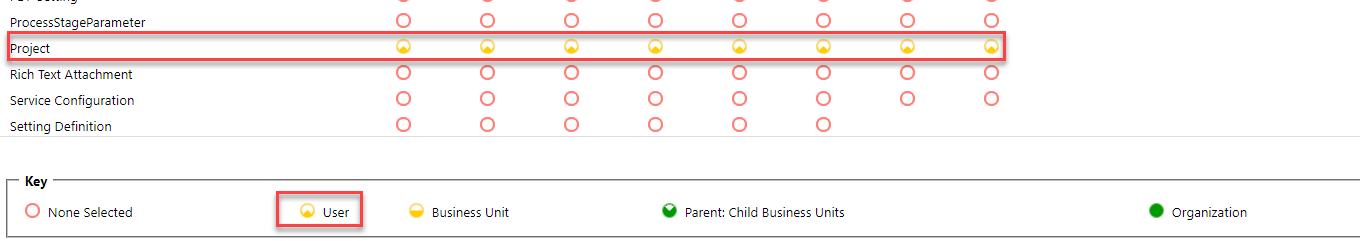 ProcessStageParameter
Project
Rich Text Attachment
Service Configuration
Setting Definition
Key
None Selected User Business Unit Parent: Child Business Units Organization